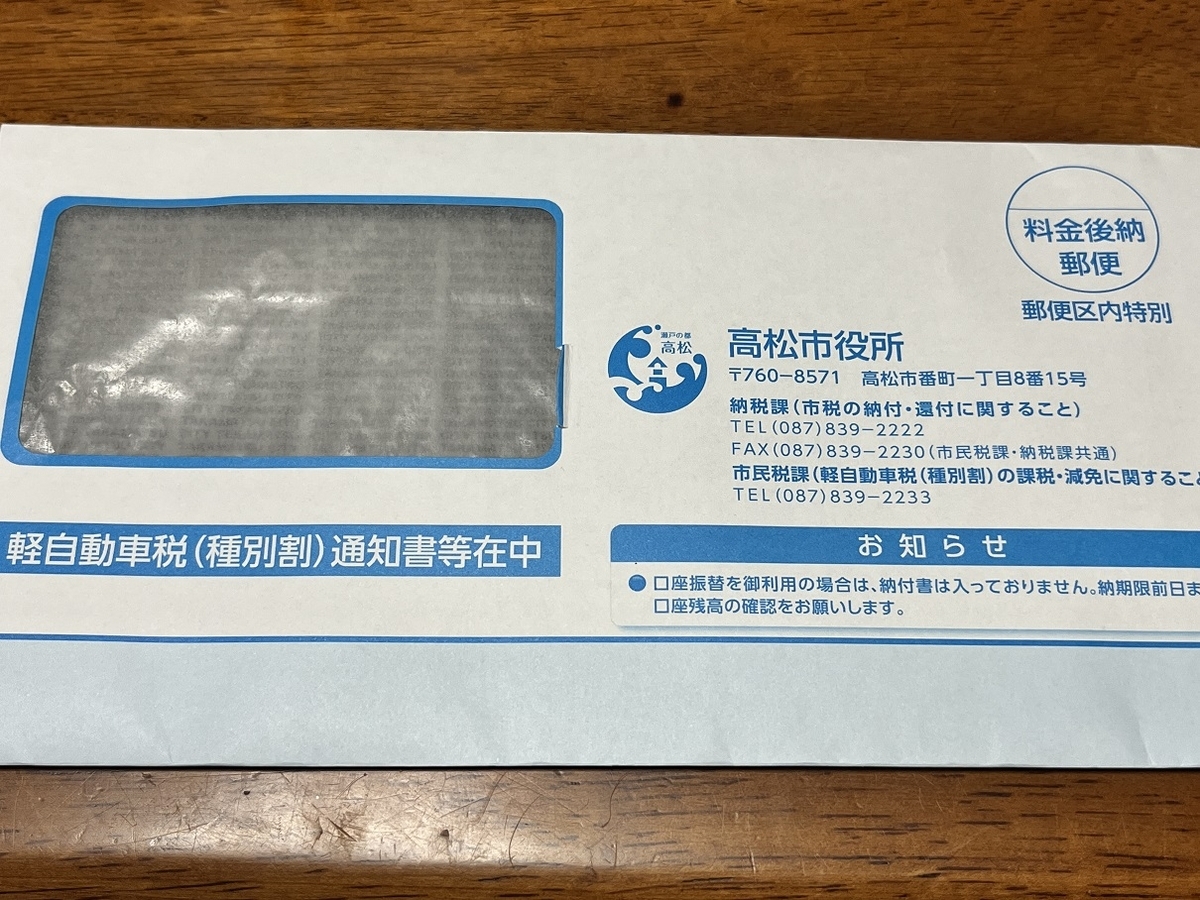 料金後納
郵便
郵便区内特別
瀬戸の都
高松
高松市役所
〒760-8571 高松市番町一丁目8番15号
納税課(市税の納付・還付に関すること)
TEL(087)839-2222
FAX(087)839-2230(市民税課・納税課共通)
市民税課(軽自動車税(種別割)の課税・減免に関すること
TEL(087)839-2233
軽自動車税(種別割)通知書等在中
お知らせ
●口座振替を御利用の場合は、納付書は入っておりません。納期限前日ま
口座残高の確認をお願いします。